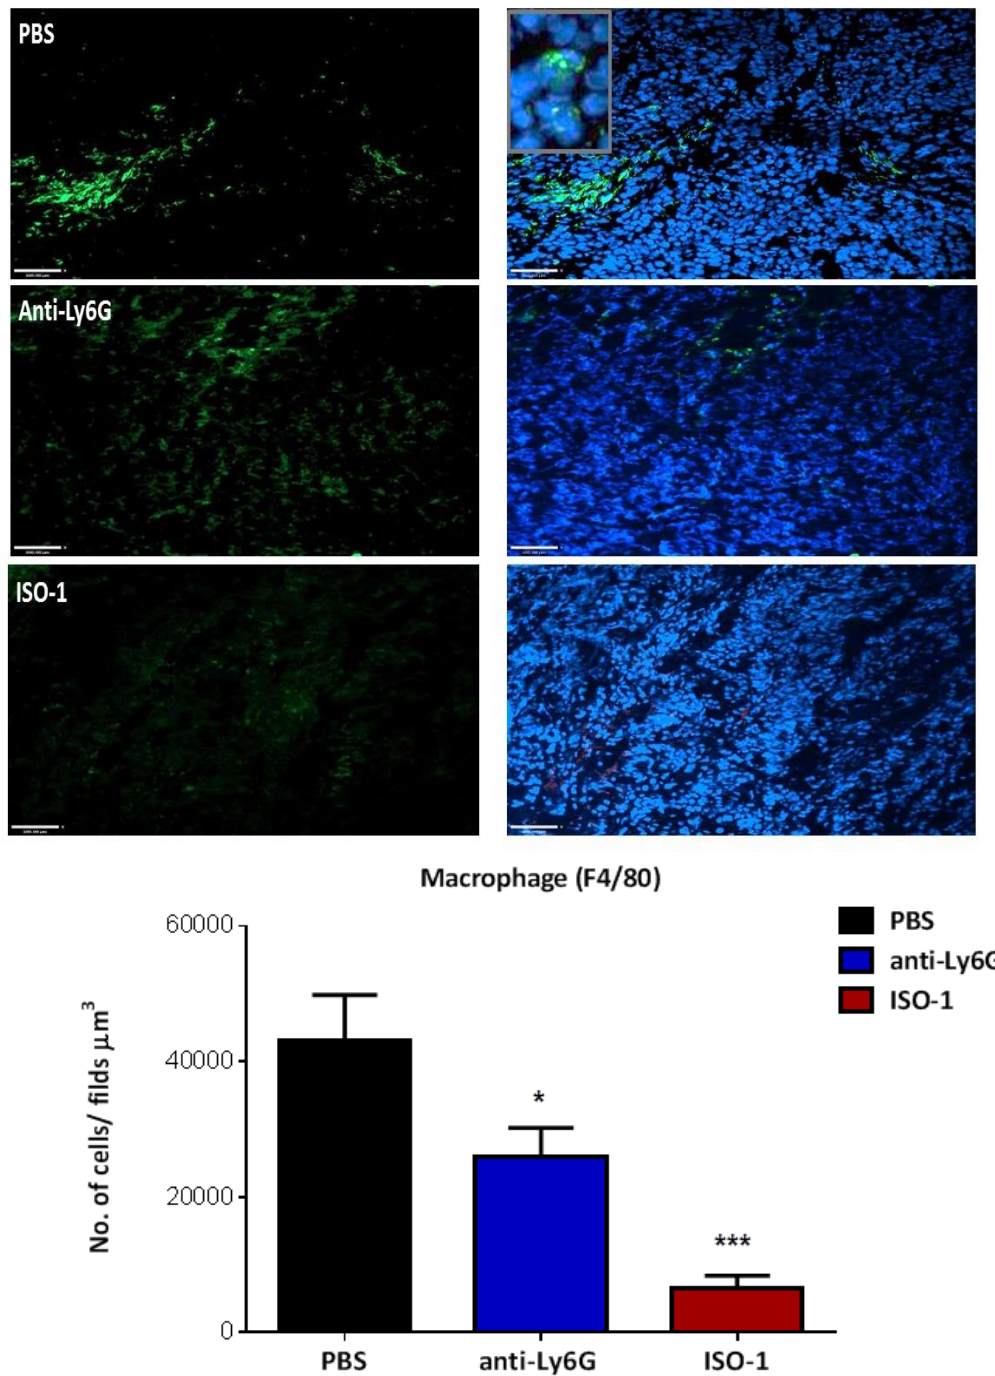 PBS
Anti-Ly6G
ISO-1
Macrophage (F4/80)
60000
40000
20000
0
No. of cells/ filds μm³
*
***
PBS
anti-Ly6G
ISO-1
PBS
anti-Ly6G
ISO-1